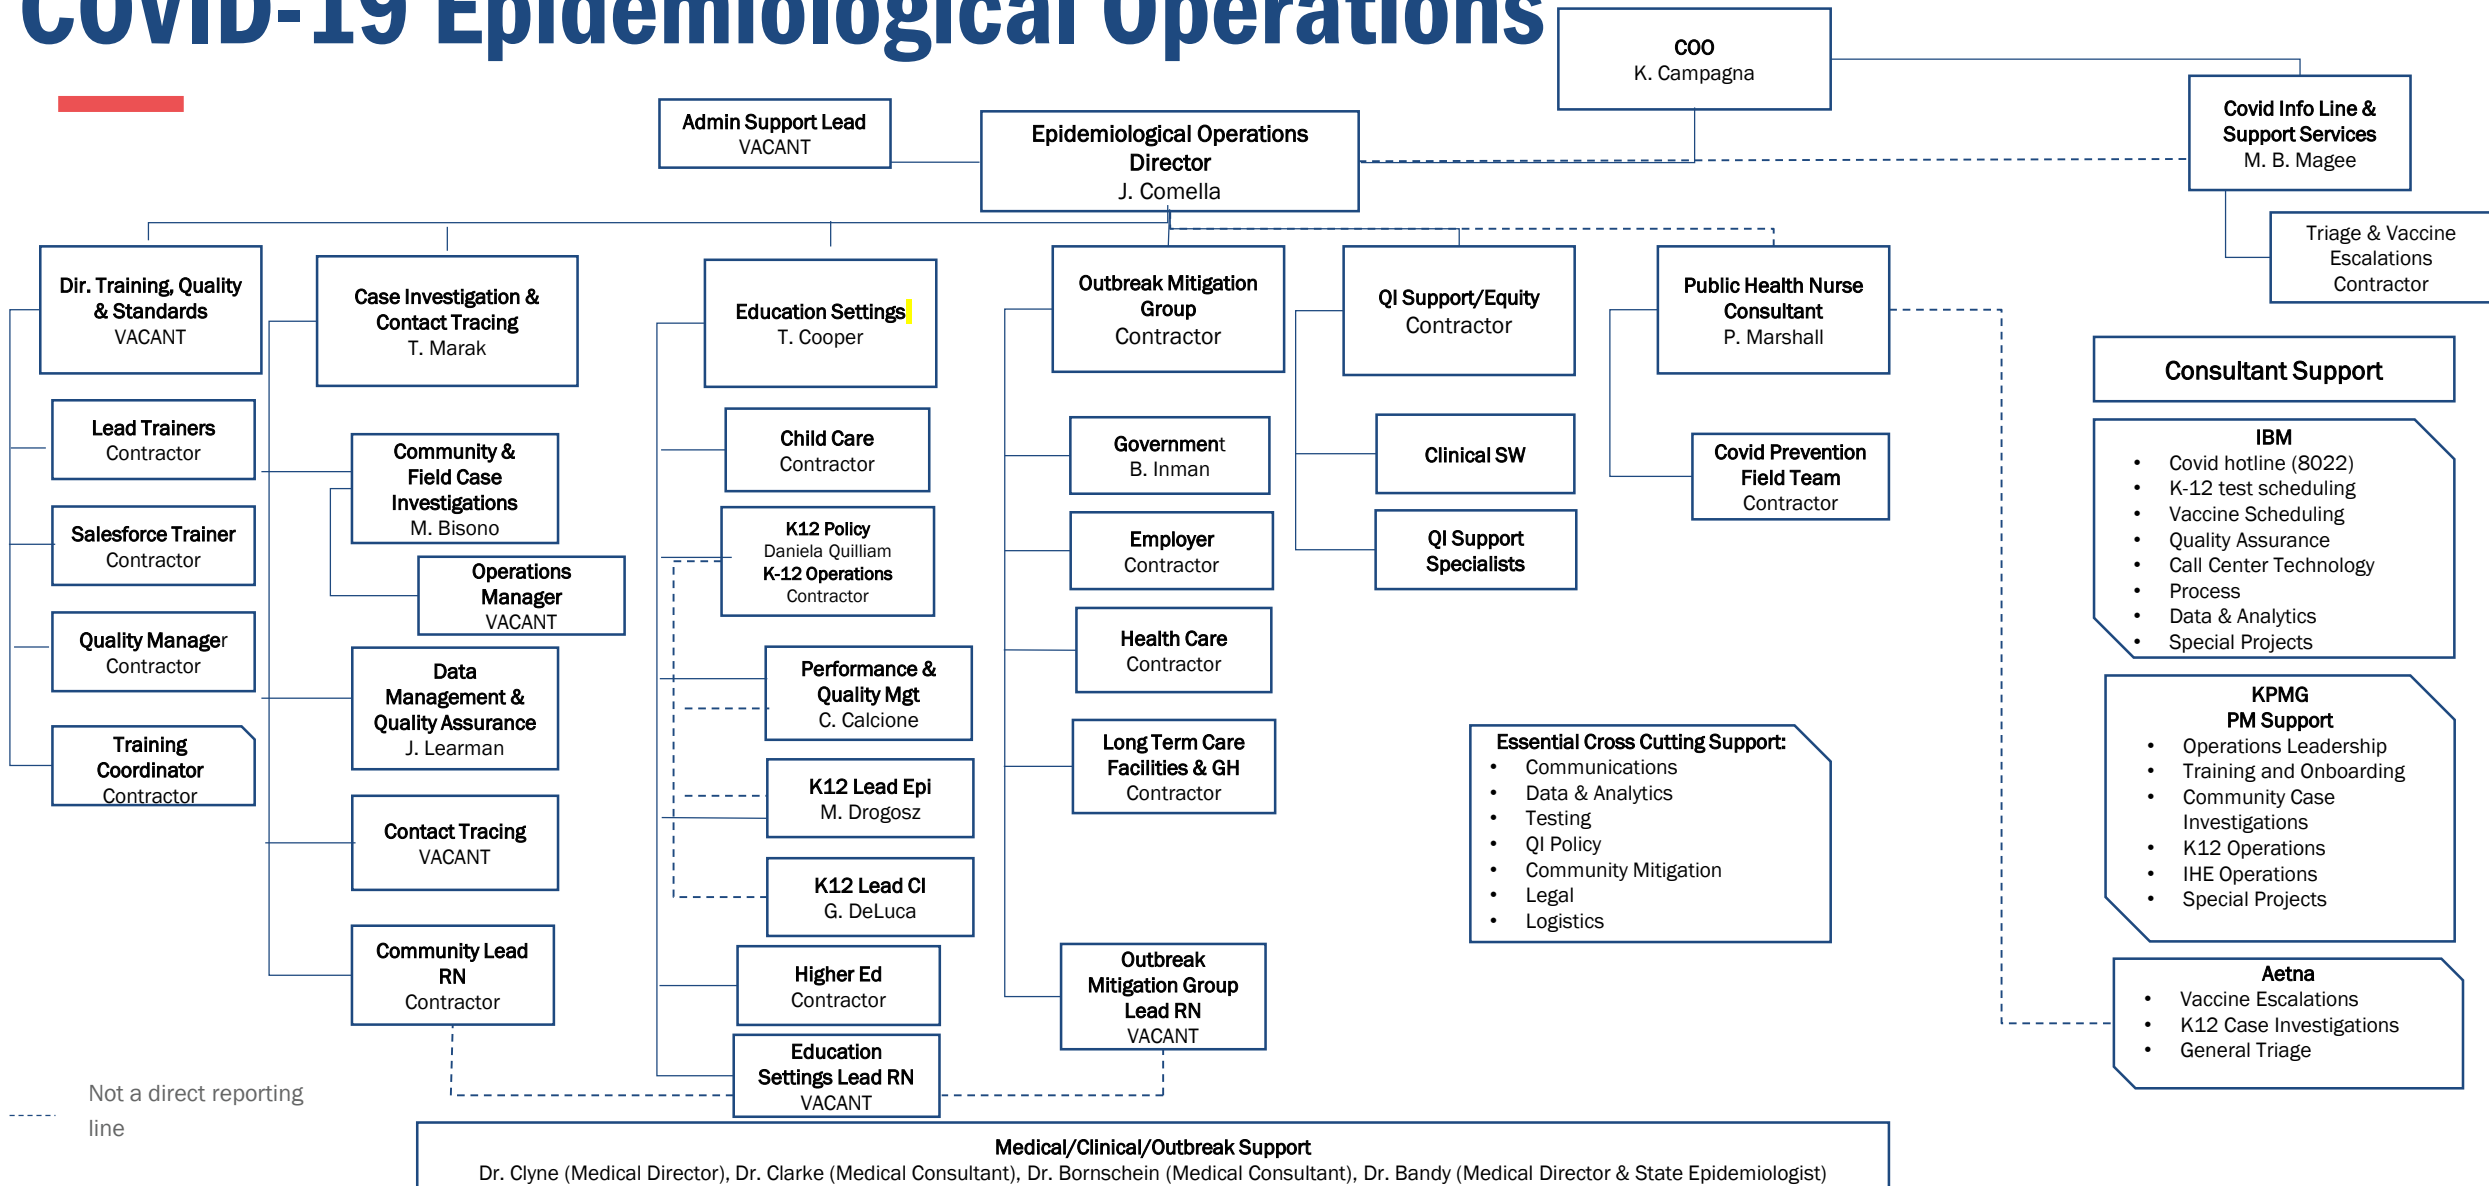 COVID-19 Epidemiological Operations
COO
K. Campagna
Covid Info Line &
Support Services
M. B. Magee
Admin Support Lead
VACANT
Epidemiological Operations
Director
J. Comella
Triage & Vaccine
Escalations
Contractor
Dir. Training, Quality
& Standards
VACANT
Lead Trainers
Contractor
Salesforce Trainer
Contractor
Quality Manager
Contractor
Training
Coordinator
Contractor
Case Investigation &
Contact Tracing
T. Marak
Community &
Field Case
Investigations
M. Bisono
Operations
Manager
VACANT
Data
Management &
Quality Assurance
J. Learman
Contact Tracing
VACANT
Community Lead
RN
Contractor
Education Settings
T. Cooper
Child Care
Contractor
K12 Policy
Daniela Quilliam
K-12 Operations
Contractor
Performance &
Quality Mgt
C. Calcione
K12 Lead Epi
M. Drogosz
K12 Lead CI
G. DeLuca
Higher Ed
Contractor
Education
Settings Lead RN
VACANT
Outbreak Mitigation
Group
Contractor
Government
B. Inman
Employer
Contractor
Health Care
Contractor
Long Term Care
Facilities & GH
Contractor
Outbreak
Mitigation Group
Lead RN
VACANT
QI Support/Equity
Contractor
Clinical SW
QI Support
Specialists
Public Health Nurse
Consultant
P. Marshall
Covid Prevention
Field Team
Contractor
Essential Cross Cutting Support:
• Communications
• Data & Analytics
• Testing
• QI Policy
• Community Mitigation
• Legal
• Logistics
Consultant Support
IBM
• Covid hotline (8022)
• K-12 test scheduling
• Vaccine Scheduling
• Quality Assurance
• Call Center Technology
• Process
• Data & Analytics
• Special Projects
KPMG
PM Support
• Operations Leadership
• Training and Onboarding
• Community Case
Investigations
• K12 Operations
• IHE Operations
• Special Projects
Aetna
• Vaccine Escalations
• K12 Case Investigations
• General Triage
Not a direct reporting
line
Medical/Clinical/Outbreak Support
Dr. Clyne (Medical Director), Dr. Clarke (Medical Consultant), Dr. Bornschein (Medical Consultant), Dr. Bandy (Medical Director & State Epidemiologist)